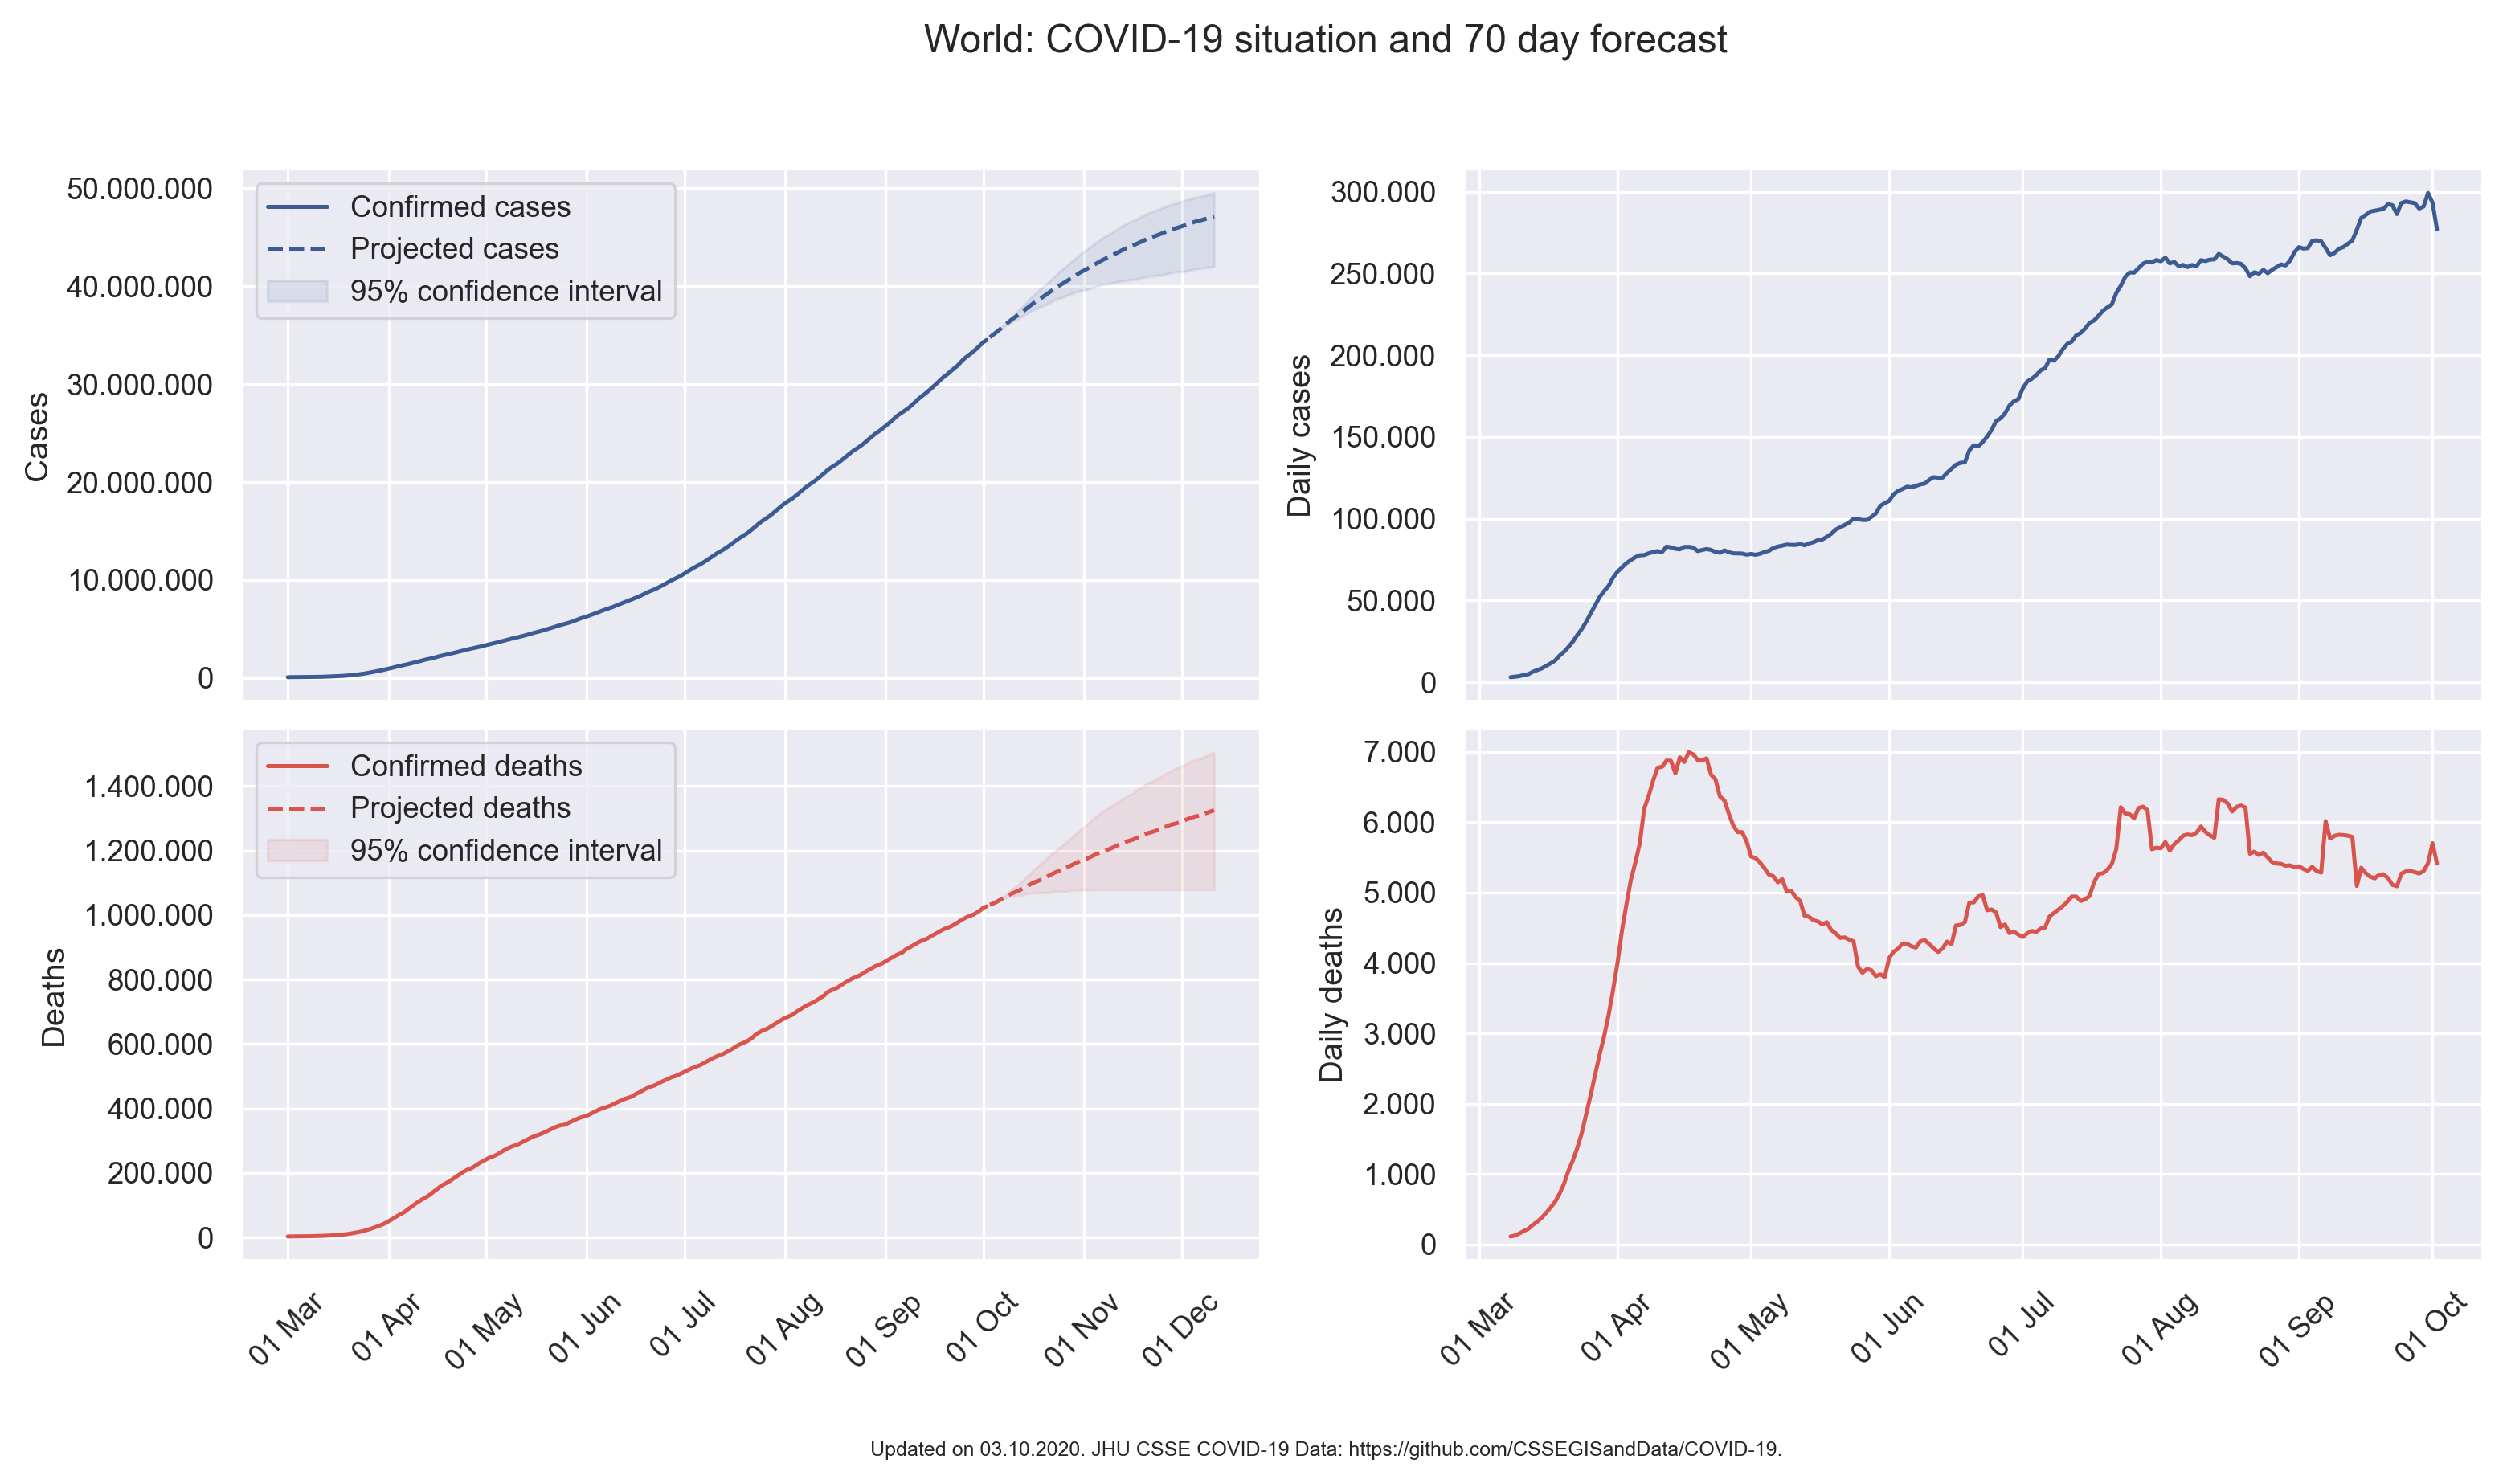 World: COVID-19 situation and 70 day forecast
50.000.000
40.000.000
30.000.000
20.000.000
10.000.000
0
Cases
Confirmed cases
Projected cases
95% confidence interval
300.000
250.000
200.000
150.000
100.000
50.000
0
Daily cases
1.400.000
1.200.000
1.000.000
800.000
600.000
400.000
200.000
0
Deaths
Confirmed deaths
Projected deaths
95% confidence interval
01 Mar
01 Apr
01 May
01 Jun
01 Jul
01 Aug
01 Sep
01 Oct
01 Nov
01 Dec
7.000
6.000
5.000
4.000
3.000
2.000
1.000
0
Daily deaths
01 Mar
01 Apr
01 May
01 Jun
01 Jul
01 Aug
01 Sep
01 Oct
Updated on 03.10.2020. JHU CSSE COVID-19 Data: https://github.com/CSSEGISandData/COVID-19.